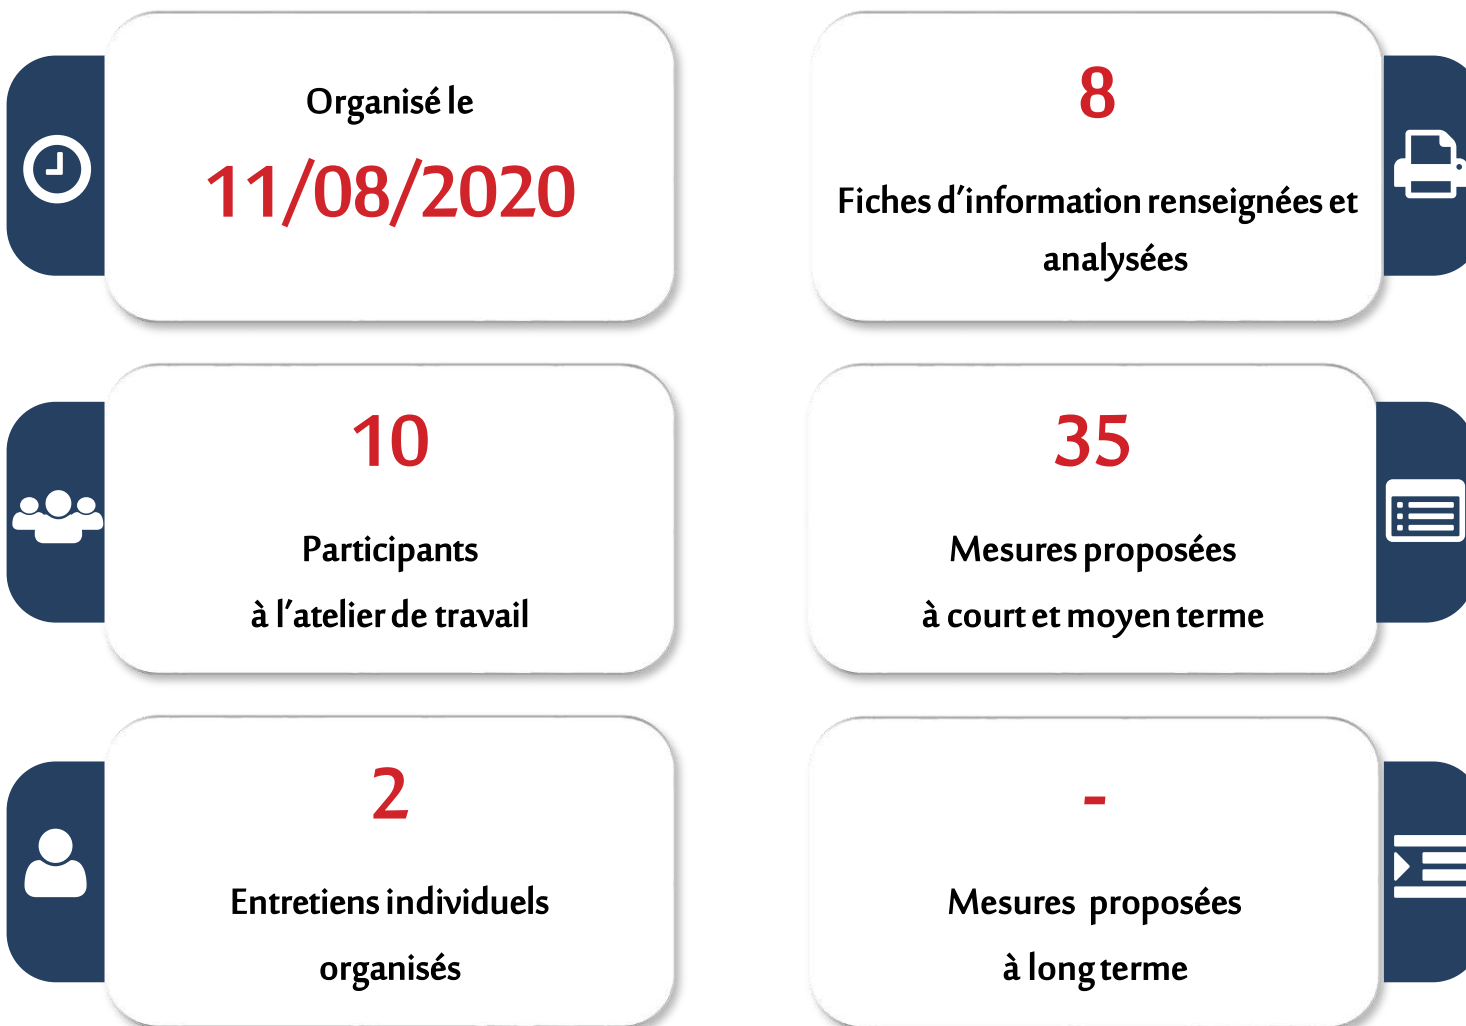 Organisé le
11/08/2020
8
Fiches d’information renseignées et
analysées
10
Participants
à l’atelier de travail
35
Mesures proposées
à court et moyen terme
2
Entretiens individuels
organisés
-
Mesures proposées
à long terme